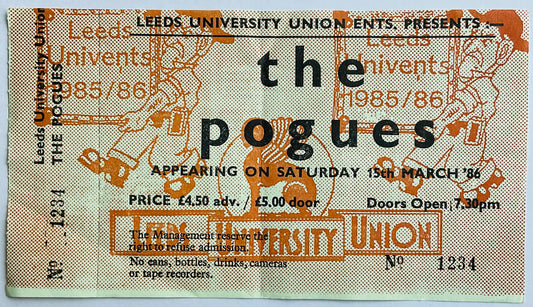 LEEDS UNIVERSITY UNION ENTS. PRESENTS :—
Leeds
Univents
1985/86
Leeds
Univents
1985/86
the
pogues
APPEARING ON SATURDAY 15th MARCH '86
PRICE £4.50 adv. / £5.00 door
Doors Open 7.30pm
UNIVERSITY UNION
The Management reserve the
right to refuse admission.
No cans, bottles, drinks, cameras
or tape recorders.
Nº 1234
Leeds University Union
THE POGUES
Nº 1234